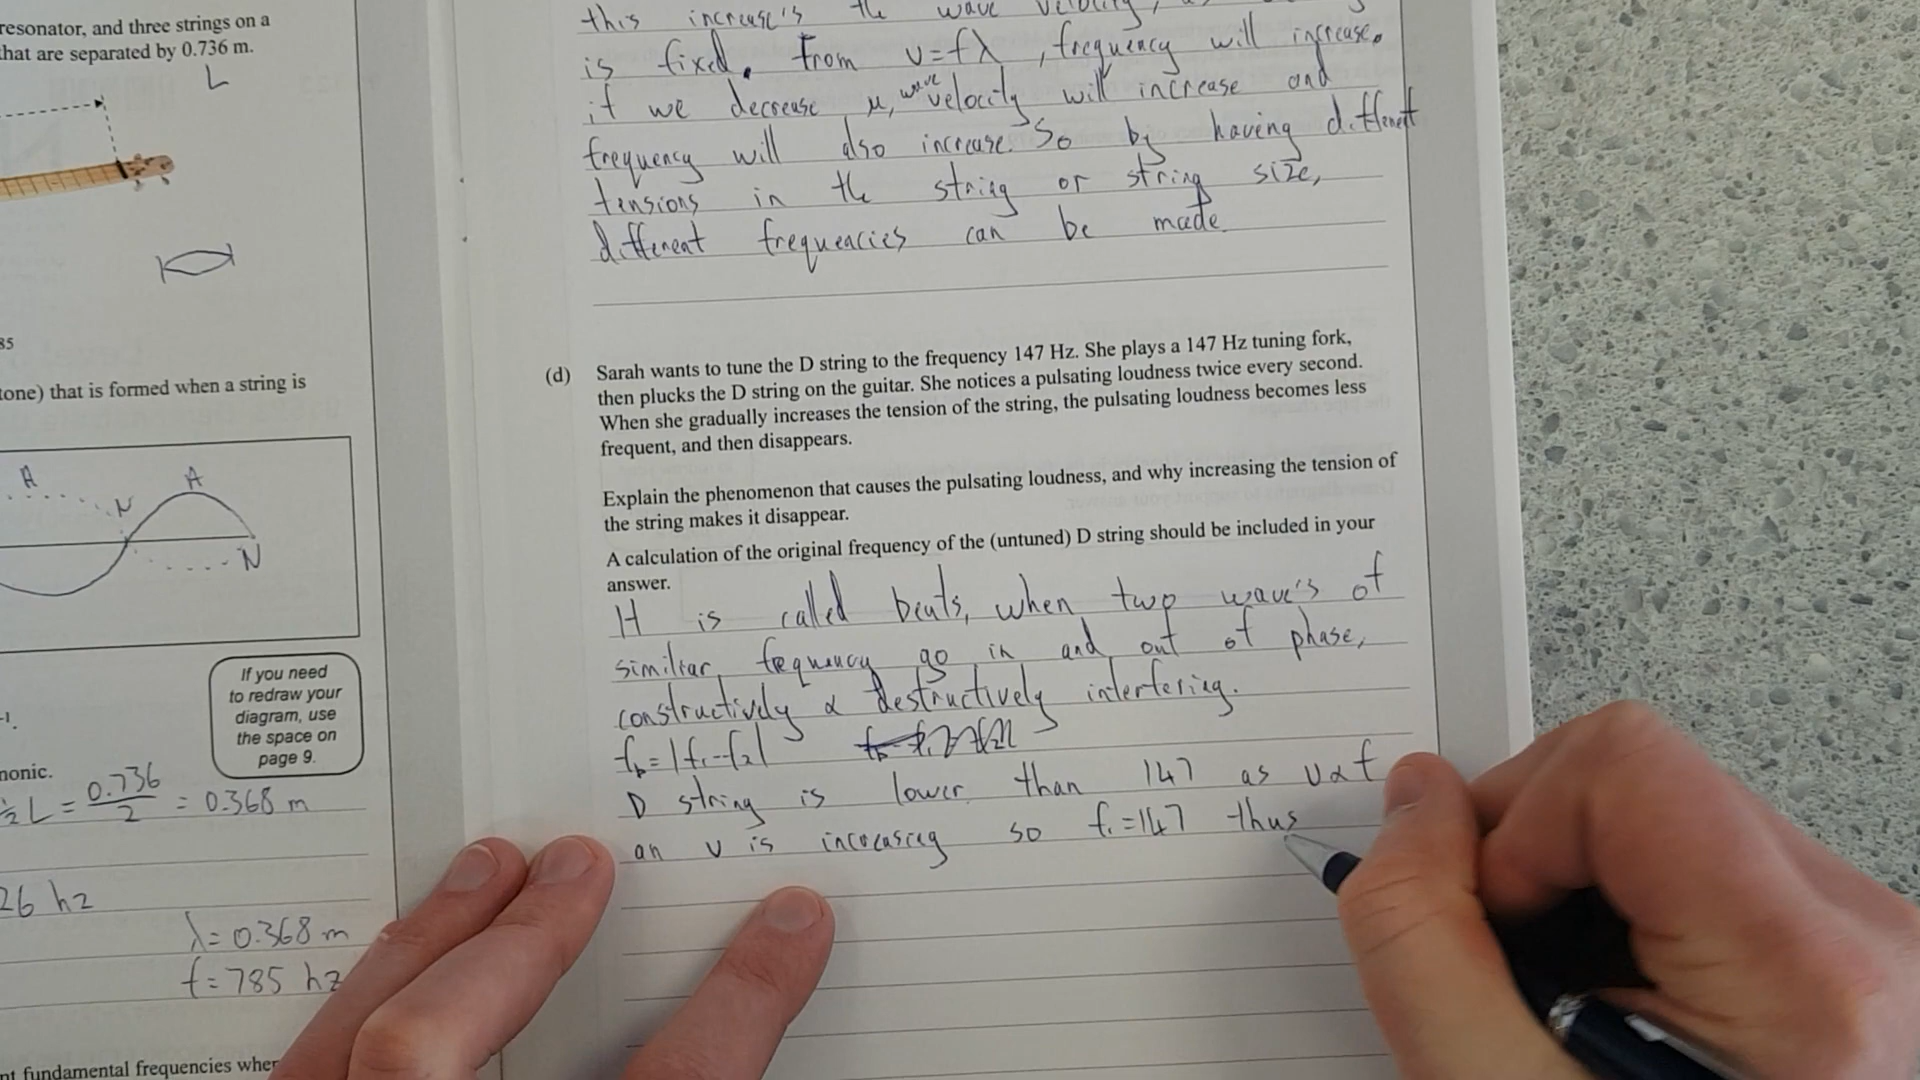 resonator, and three strings on a
that are separated by 0.736 m.
L
85
tone) that is formed when a string is
A
N
A
N
-1.
If you need
to redraw your
diagram, use
the space on
page 9.
monic.
½L = 0.736/2 = 0.368 m
26 hz
λ = 0.368 m
f = 785 hz
nt fundamental frequencies wher
this increase's the wave velocity,
is fixed. From v=fλ, frequency will increase.
if we decrease μ, wave velocity will increase and
frequency will also increase. So by having different
tensions in the string or string size,
different frequencies can be made
(d) Sarah wants to tune the D string to the frequency 147 Hz. She plays a 147 Hz tuning fork,
then plucks the D string on the guitar. She notices a pulsating loudness twice every second.
When she gradually increases the tension of the string, the pulsating loudness becomes less
frequent, and then disappears.
Explain the phenomenon that causes the pulsating loudness, and why increasing the tension of
the string makes it disappear.
A calculation of the original frequency of the (untuned) D string should be included in your
answer.
It is called beats, when two wave's of
similiar frequency go in and out of phase,
constructively & destructively interfering.
fb = |f1-f2|
D string is lower than 147 as v∝f
an v is increasing so f1=147 thus